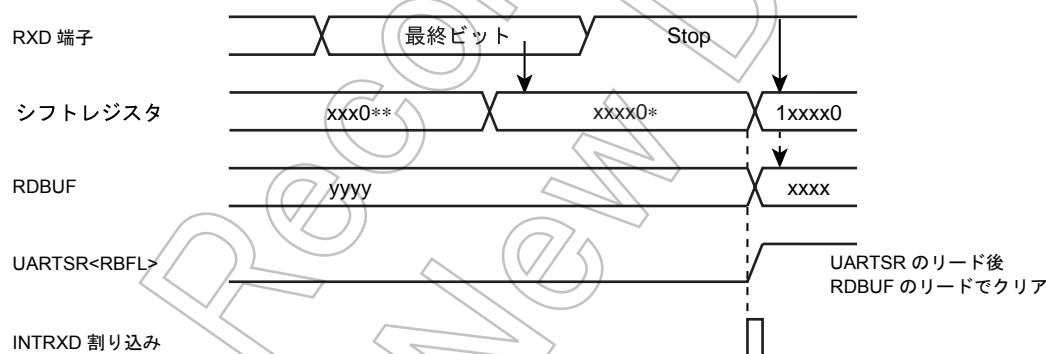 RXD 端子
最終ビット
Stop
シフトレジスタ
xxx0**
xxxx0*
1xxxx0
RDBUF
yyyy
xxxx
UARTSR<RBFL>
UARTSR のリード後
RDBUF のリードでクリア
INTRXD 割り込み